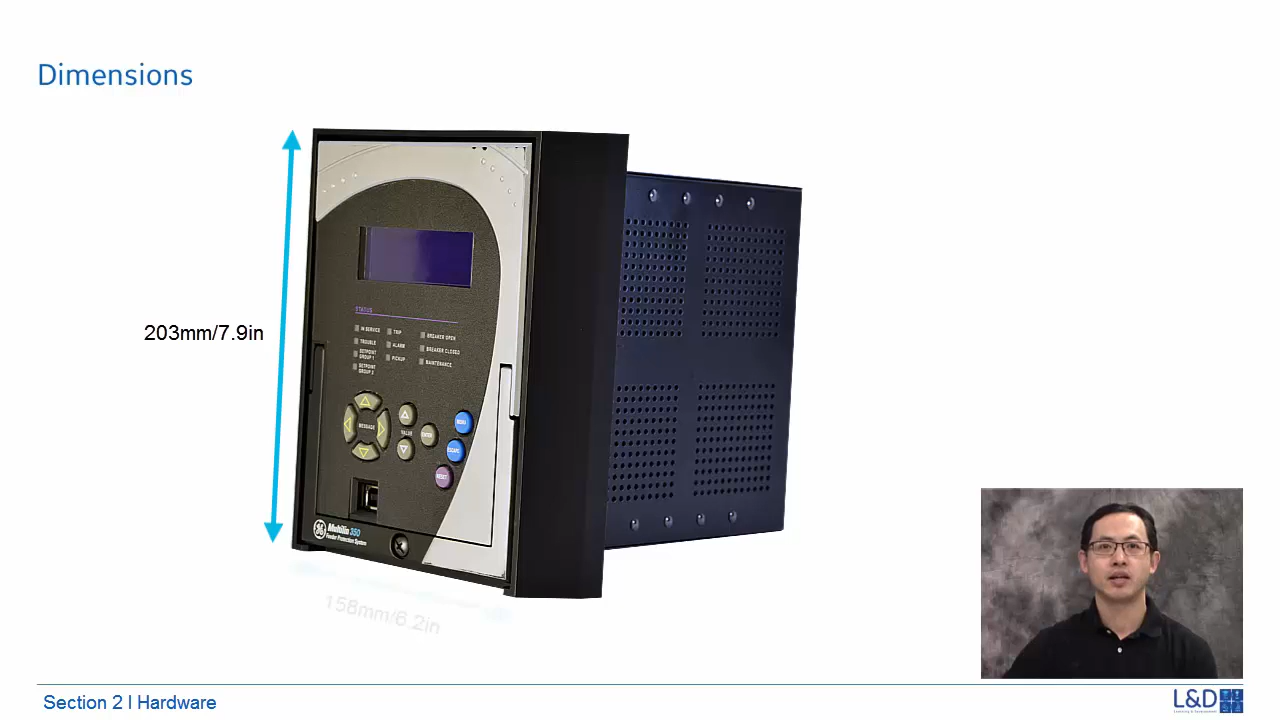 Dimensions
203mm/7.9in
STATUS
IN SERVICE
TROUBLE
SETPOINT
GROUP 1
SETPOINT
GROUP 2
TRIP
ALARM
PICKUP
BREAKER OPEN
BREAKER CLOSED
MAINTENANCE
MESSAGE
VALUE
ENTER
MENU
ESCAPE
RESET
GE
Multilin 350
Feeder Protection System
158mm/6.2in
Section 2 l Hardware
L&D